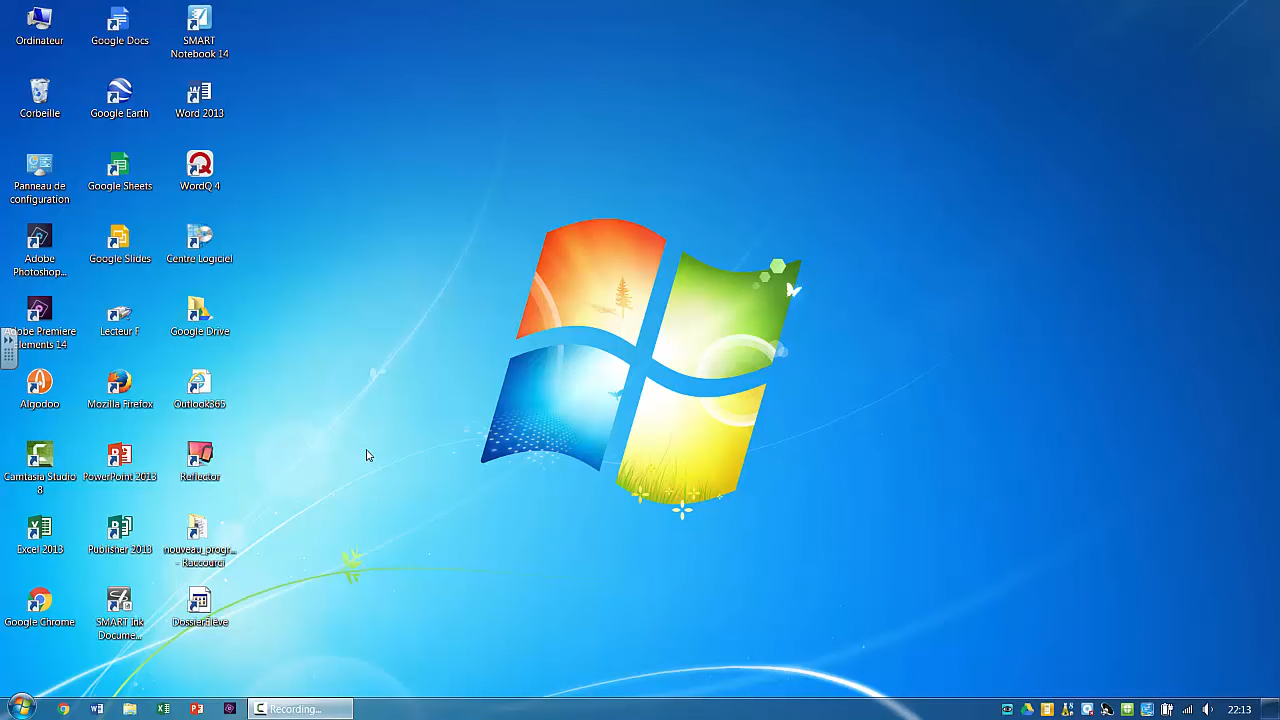 Ordinateur
Google Docs
SMART
Notebook 14
Corbeille
Google Earth
Word 2013
Panneau de
configuration
Google Sheets
WordQ 4
Adobe
Photoshop...
Google Slides
Centre Logiciel
Adobe Premiere
Elements 14
Lecteur F
Google Drive
Algodoo
Mozilla Firefox
Outlook365
Camtasia Studio
8
PowerPoint 2013
Reflector
Excel 2013
Publisher 2013
nouveau_progr...
- Raccourci
Google Chrome
SMART Ink
Docume...
DossierEleve
Recording...
22:13